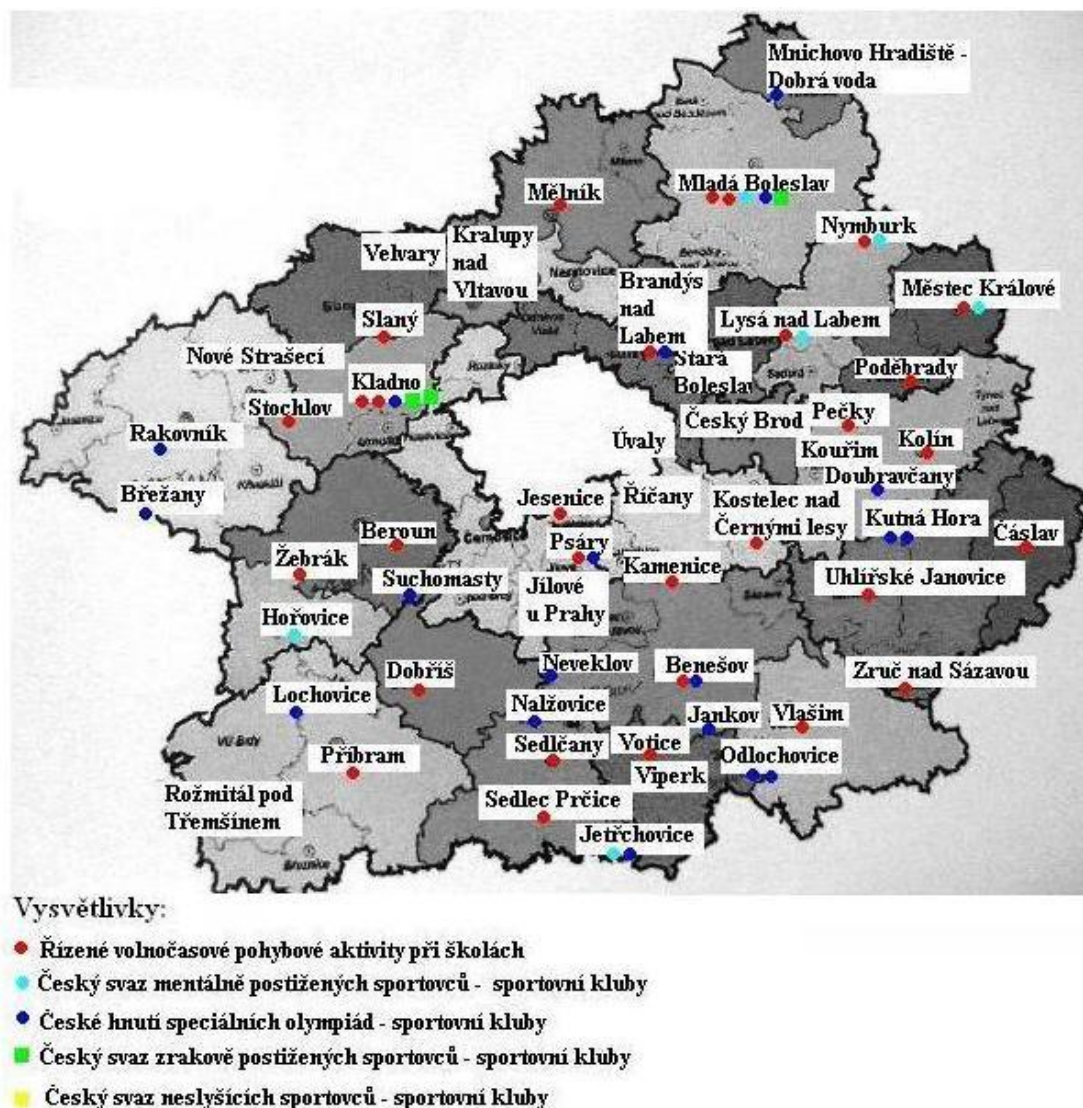 Mnichovo Hradiště -
Dobrá voda
Mělník
Mladá Boleslav
Nymburk
Velvary
Kralupy
nad
Vltavou
Neratovice
Brandýs
nad
Labem
Stará
Boleslav
Městec Králové
Lysá nad Labem
Slaný
Nové Strašecí
Kladno
Stochlov
Poděbrady
Český Brod
Pečky
Kouřim
Kolín
Rakovník
Úvaly
Doubravčany
Břežany
Jesenice
Říčany
Kostelec nad
Černými lesy
Kutná Hora
Čáslav
Beroun
Psáry
Žebrák
Suchomasty
Jílové
u Prahy
Kamenice
Uhlířské Janovice
Hořovice
Dobříš
Neveklov
Benešov
Zruč nad Sázavou
Lochovice
Nalžovice
Jankov
Vlašim
Sedlčany
Votice
Viperk
Odlochovice
Příbram
Rožmitál pod
Třemšínem
Sedlec Prčice
Jetřchovice
Vysvětlivky:
Řízené volnočasové pohybové aktivity při školách
Český svaz mentálně postižených sportovců - sportovní kluby
České hnutí speciálních olympiád - sportovní kluby
Český svaz zrakově postižených sportovců - sportovní kluby
Český svaz neslyšících sportovců - sportovní kluby